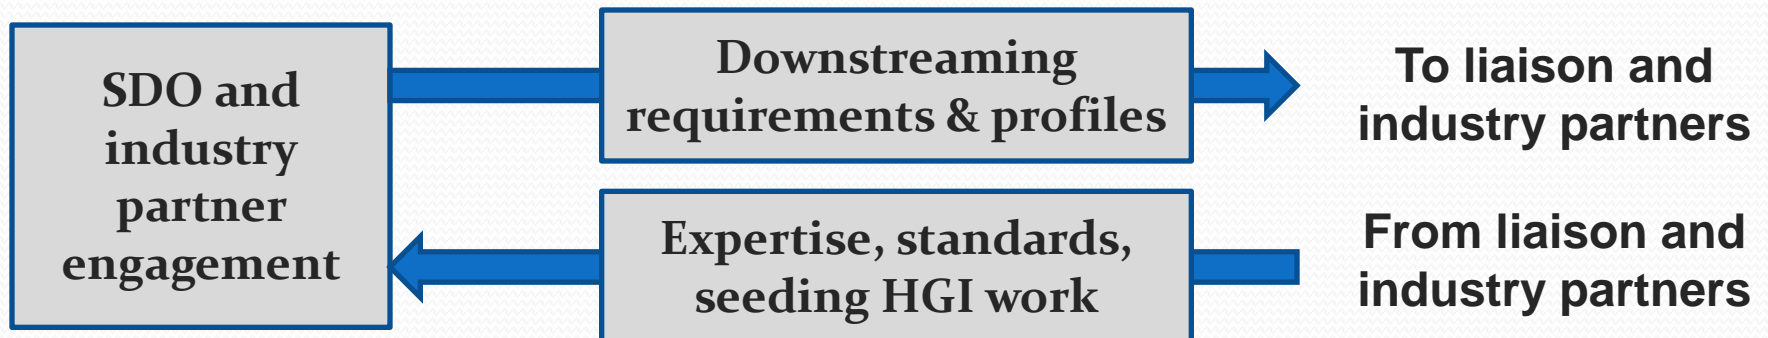 SDO and
industry
partner
engagement
Downstreaming
requirements & profiles
To liaison and
industry partners
Expertise, standards,
seeding HGI work
From liaison and
industry partners